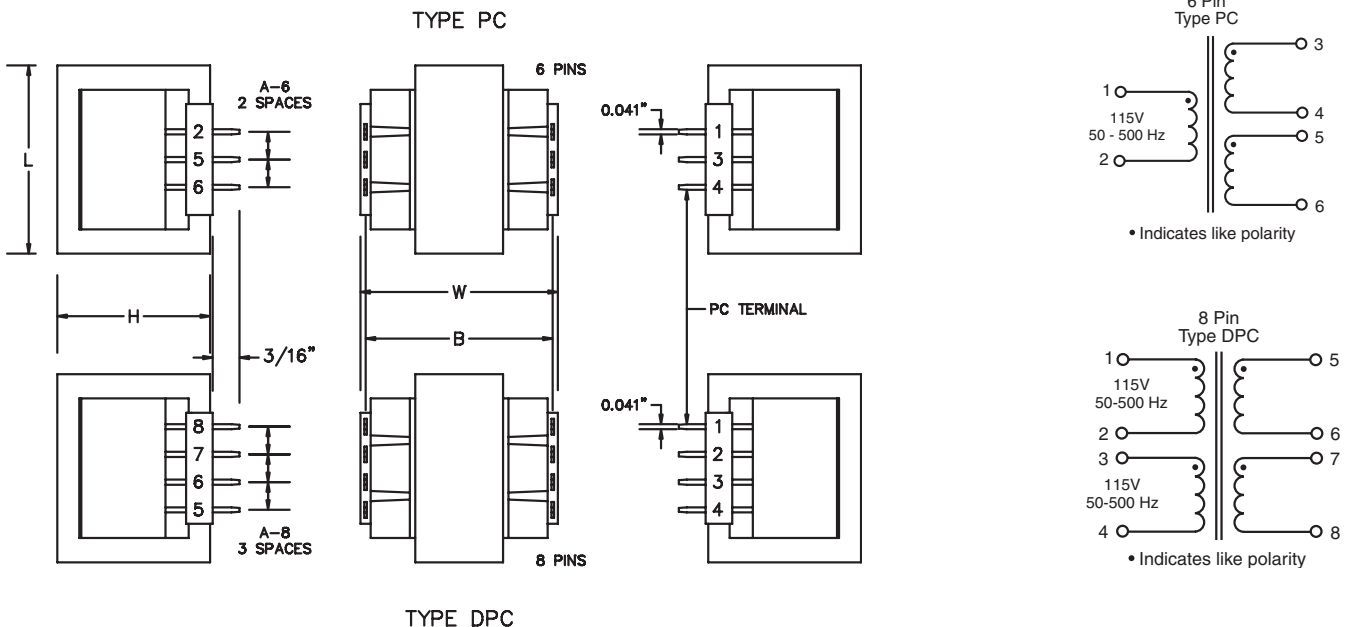 TYPE PC
6 PINS
A-6
2 SPACES
L
2
5
6
0.041"
1
3
4
H
W
B
3/16"
PC TERMINAL
8
7
6
5
A-8
3 SPACES
0.041"
1
2
3
4
8 PINS
TYPE DPC
6 Pin
Type PC
1
115V
50 - 500 Hz
2
3
4
5
6
• Indicates like polarity
8 Pin
Type DPC
1
115V
50-500 Hz
2
3
115V
50-500 Hz
4
5
6
7
8
• Indicates like polarity